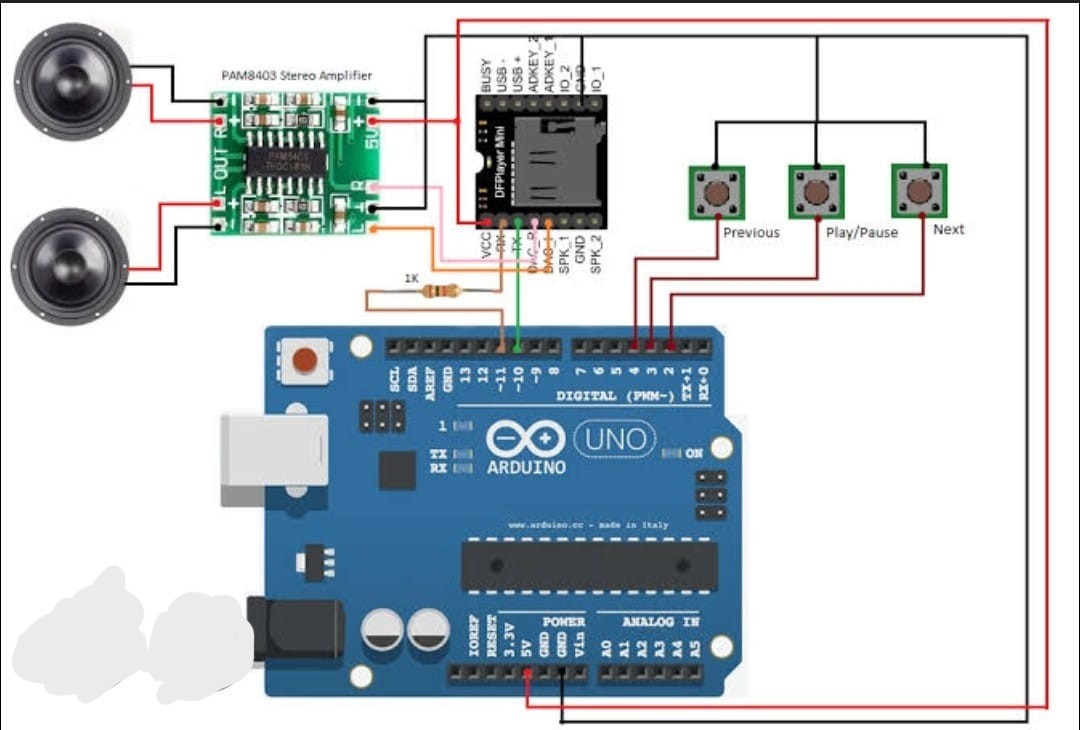 PAM8403 Stereo Amplifier
BUSY
USB -
USB +
ADKEY_2
ADKEY_1
IO_2
GND
IO_1
L OUT R
5V
R
L
PAM8403
DFPlayer Mini
VCC
RX
TX
DAC_R
DAC_L
SPK_1
GND
SPK_2
Previous
Play/Pause
Next
1K
SCL
SDA
AREF
GND
13
12
~11
~10
~9
8
7
6
5
4
3
2
TX→1
RX←0
DIGITAL (PWM~)
1
TX
RX
UNO
ON
ARDUINO
www.arduino.cc - made in Italy
POWER
ANALOG IN
IOREF
RESET
3.3V
5V
GND
GND
Vin
A0
A1
A2
A3
A4
A5